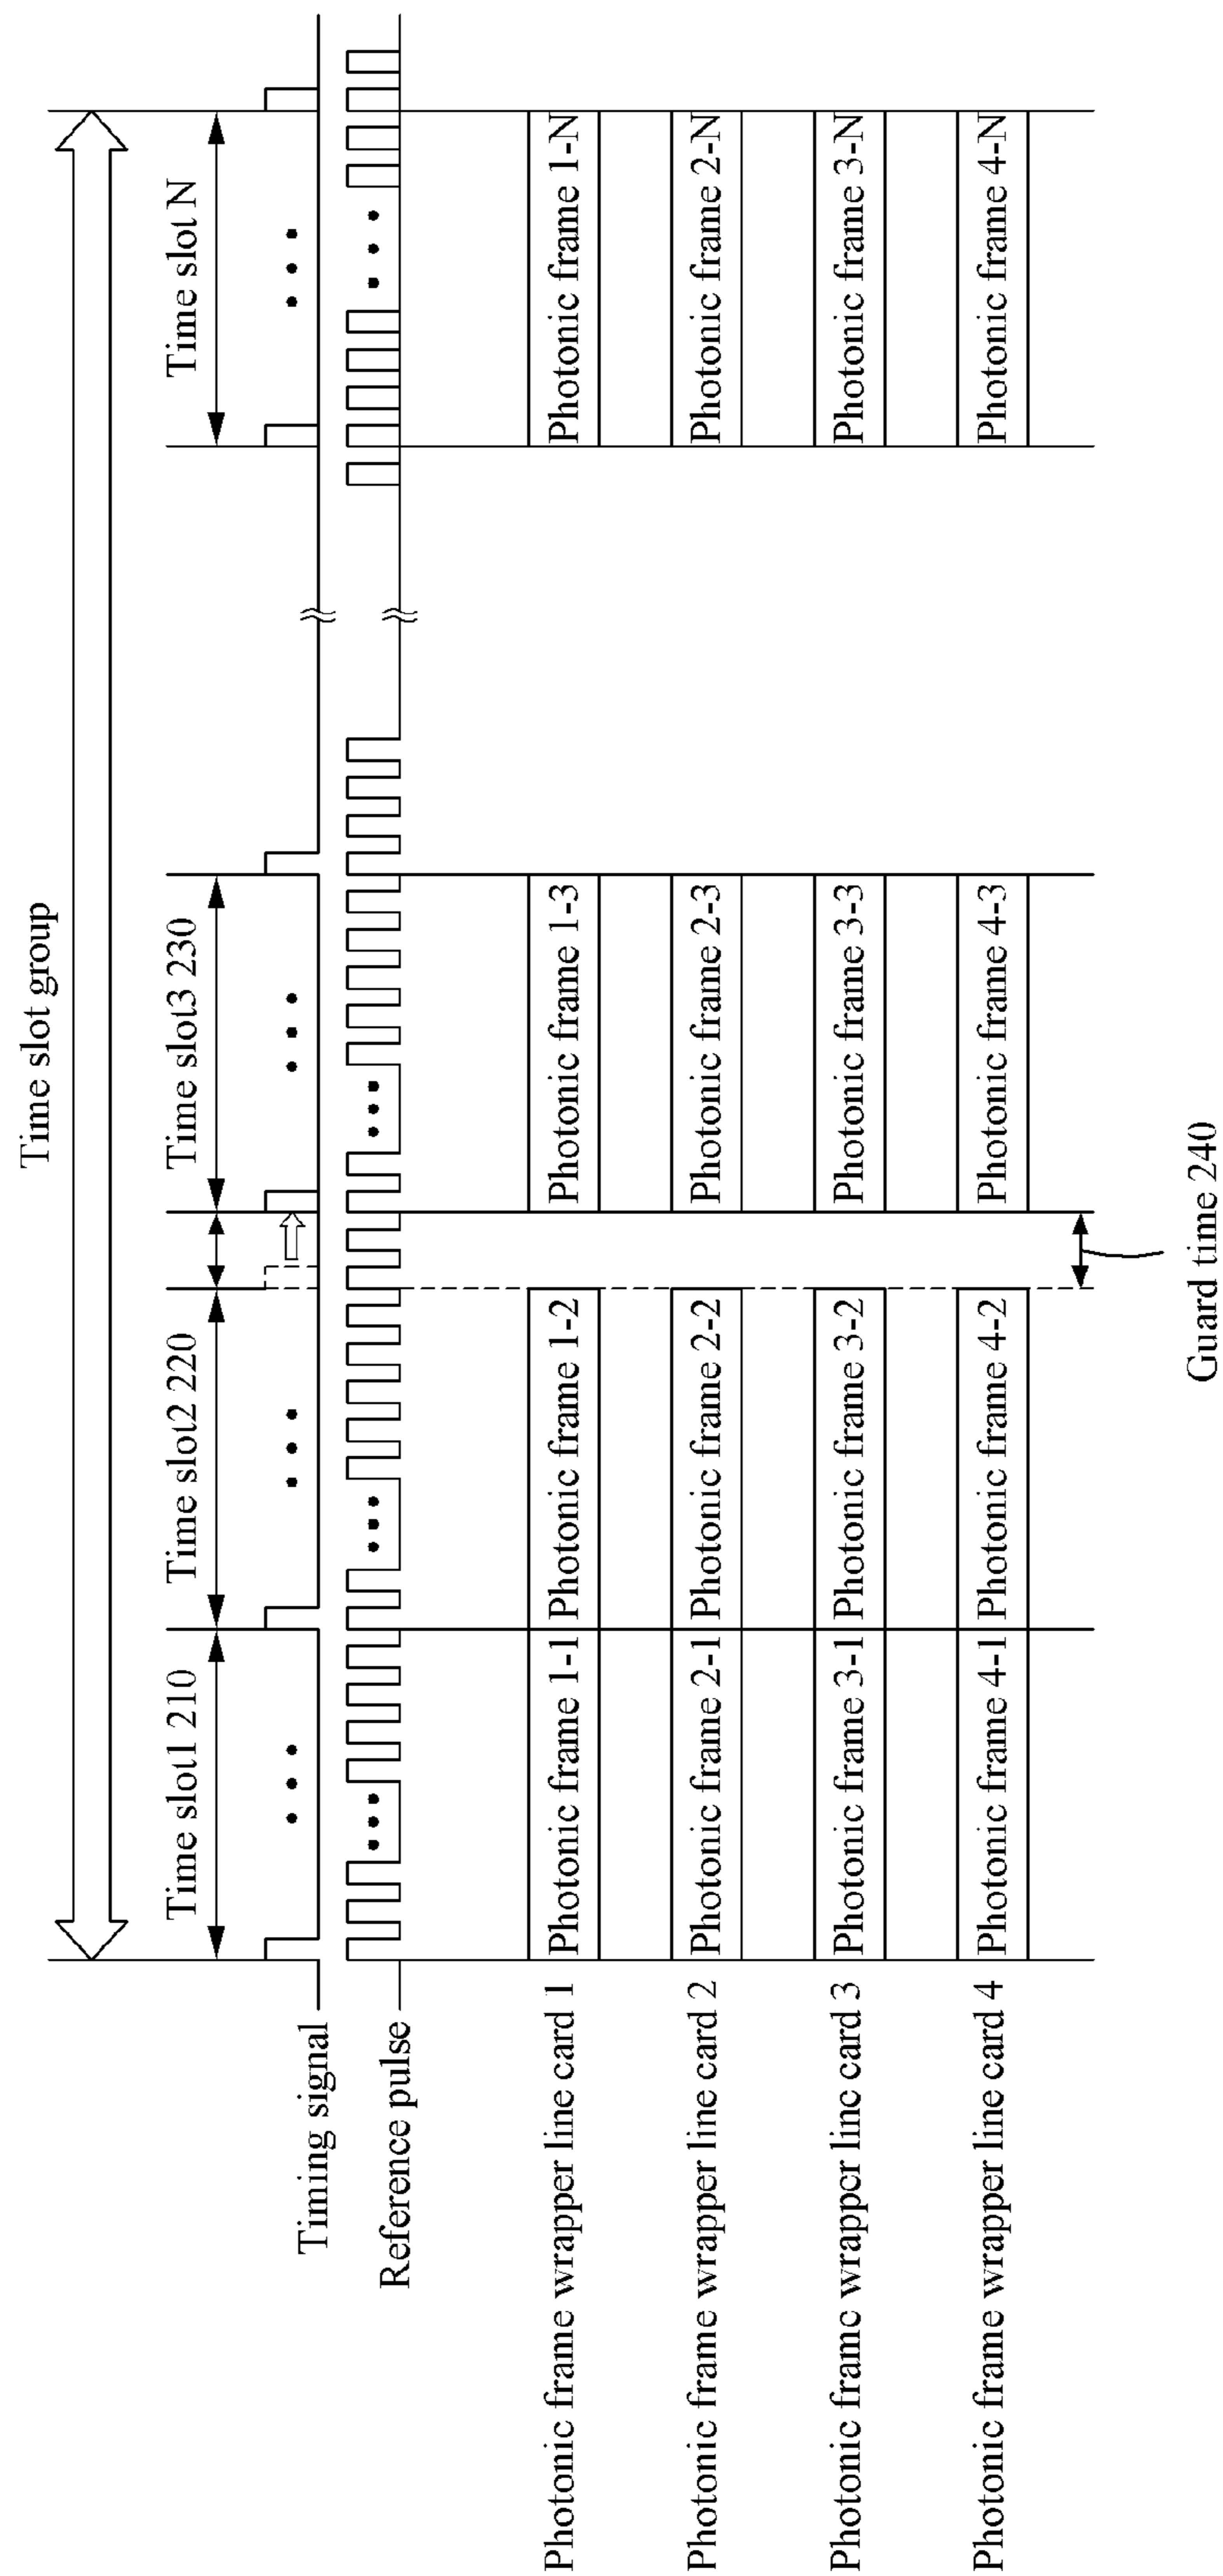 Time slot group
Time slot1 210
Time slot2 220
Time slot3 230
Time slot N
Timing signal
Reference pulse
Photonic frame wrapper line card 1
Photonic frame 1-1
Photonic frame 1-2
Photonic frame 1-3
Photonic frame 1-N
Photonic frame wrapper line card 2
Photonic frame 2-1
Photonic frame 2-2
Photonic frame 2-3
Photonic frame 2-N
Photonic frame wrapper line card 3
Photonic frame 3-1
Photonic frame 3-2
Photonic frame 3-3
Photonic frame 3-N
Photonic frame wrapper line card 4
Photonic frame 4-1
Photonic frame 4-2
Photonic frame 4-3
Photonic frame 4-N
Guard time 240